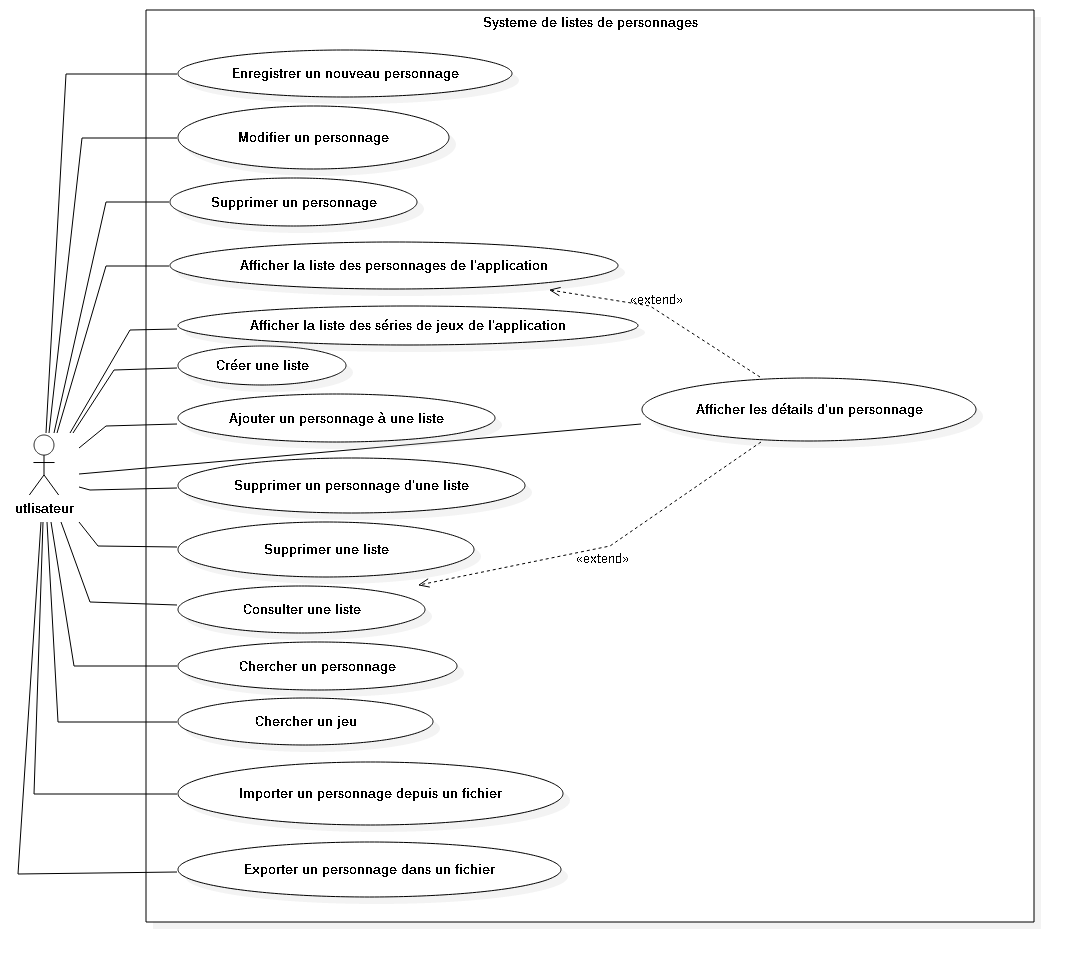 Systeme de listes de personnages
Enregistrer un nouveau personnage
Modifier un personnage
Supprimer un personnage
Afficher la liste des personnages de l'application
«extend»
Afficher la liste des séries de jeux de l'application
Créer une liste
Afficher les détails d'un personnage
Ajouter un personnage à une liste
Supprimer un personnage d'une liste
utlisateur
Supprimer une liste
«extend»
Consulter une liste
Chercher un personnage
Chercher un jeu
Importer un personnage depuis un fichier
Exporter un personnage dans un fichier